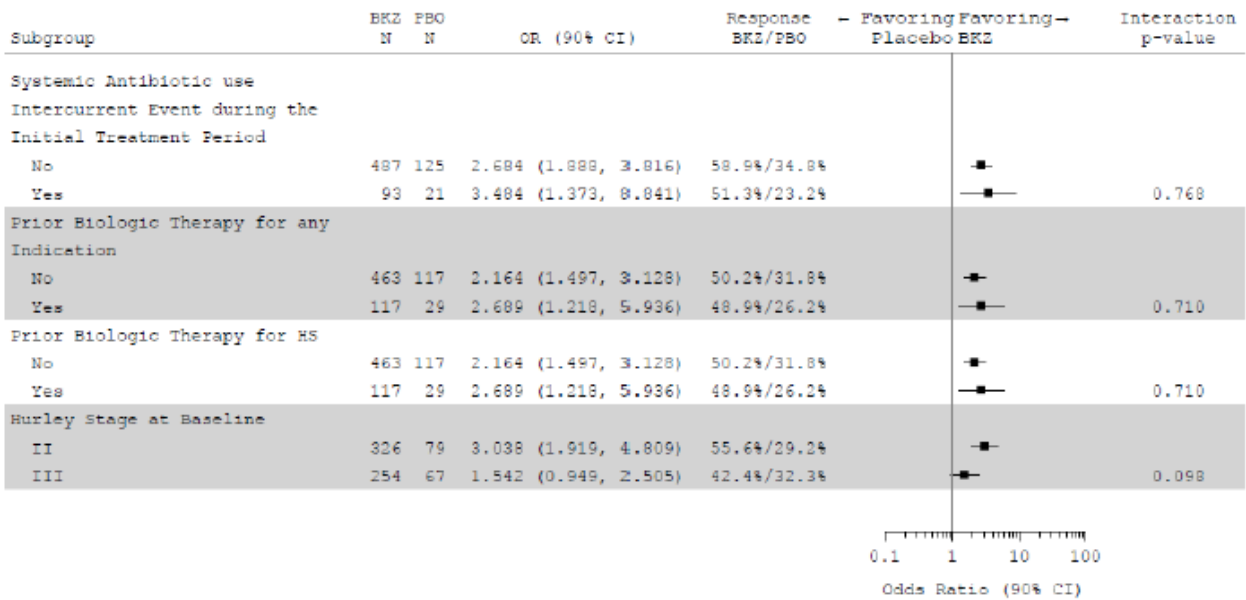 BKZ PBO Response ← Favoring Favoring→ Interaction
Subgroup N N OR (90% CI) BKZ/PBO Placebo BKZ p-value
Systemic Antibiotic use
Intercurrent Event during the
Initial Treatment Period
No 487 125 2.684 (1.888, 3.816) 58.9%/34.8%
Yes 93 21 3.484 (1.373, 8.841) 51.3%/23.2% 0.768
Prior Biologic Therapy for any
Indication
No 463 117 2.164 (1.497, 3.128) 50.2%/31.8%
Yes 117 29 2.689 (1.218, 5.936) 48.9%/26.2% 0.710
Prior Biologic Therapy for HS
No 463 117 2.164 (1.497, 3.128) 50.2%/31.8%
Yes 117 29 2.689 (1.218, 5.936) 48.9%/26.2% 0.710
Hurley Stage at Baseline
II 326 79 3.038 (1.919, 4.809) 55.6%/29.2%
III 254 67 1.542 (0.949, 2.505) 42.4%/32.3% 0.098
0.1 1 10 100
Odds Ratio (90% CI)